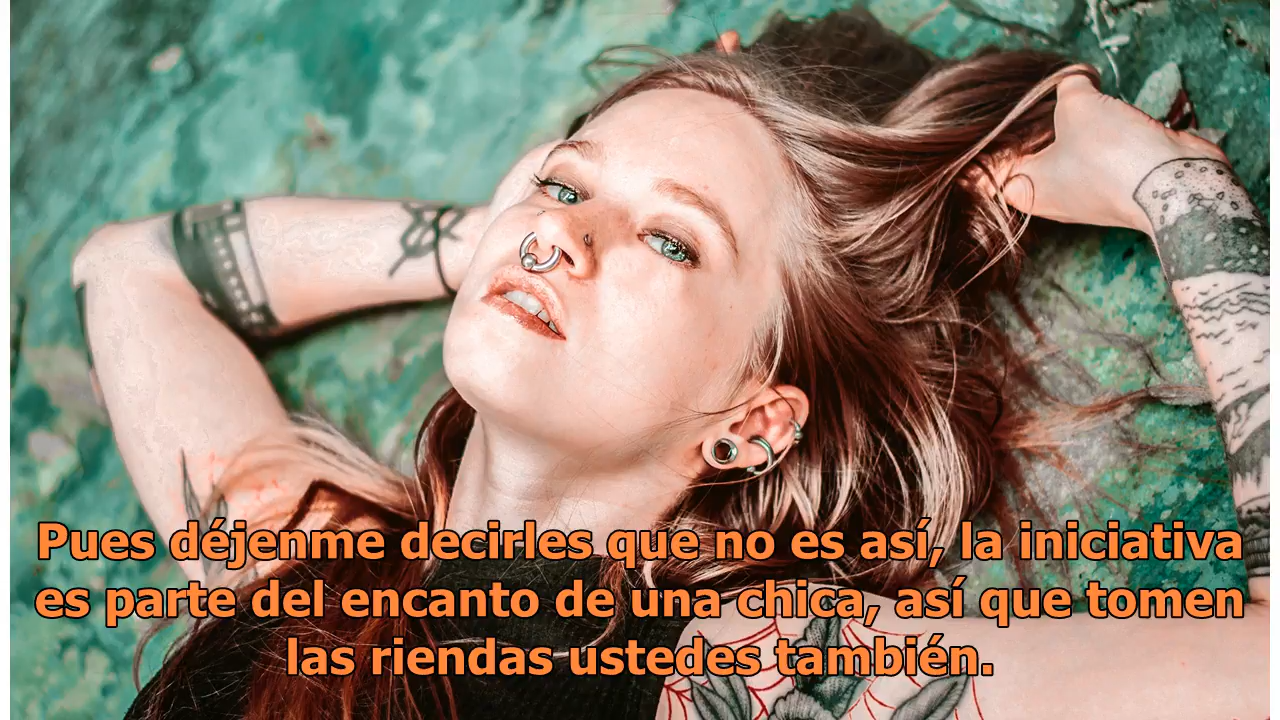 Pues déjenme decirles que no es así, la iniciativa
es parte del encanto de una chica, así que tomen
las riendas ustedes también.